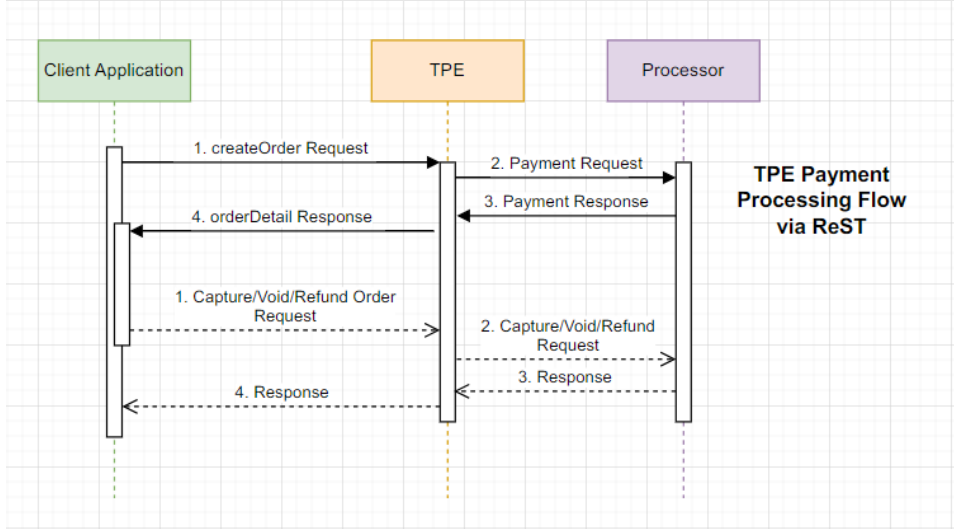 Client Application
TPE
Processor
1. createOrder Request
2. Payment Request
3. Payment Response
4. orderDetail Response
TPE Payment
Processing Flow
via ReST
1. Capture/Void/Refund Order
Request
2. Capture/Void/Refund
Request
3. Response
4. Response